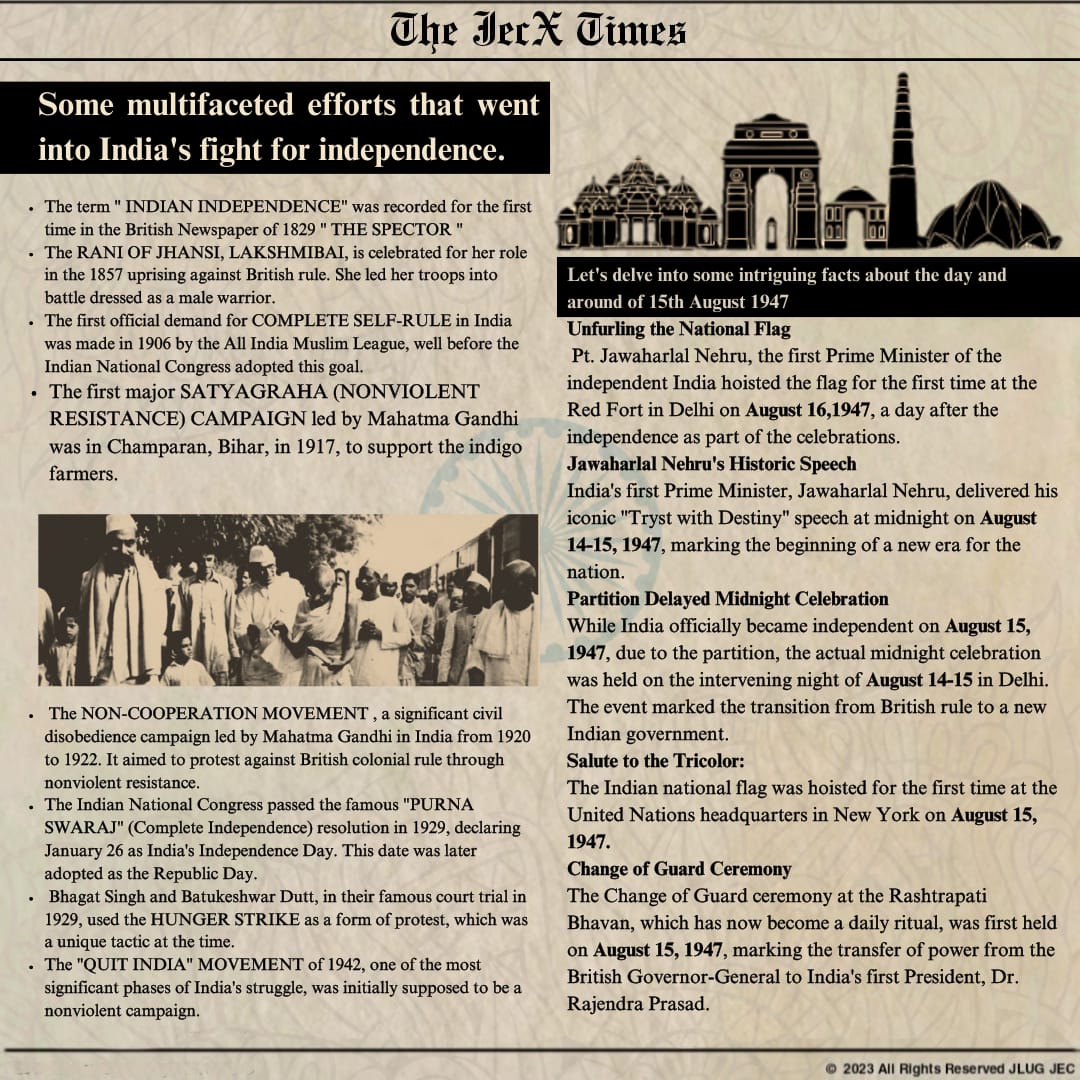 The JecX Times
Some multifaceted efforts that went
into India's fight for independence.
• The term " INDIAN INDEPENDENCE" was recorded for the first
time in the British Newspaper of 1829 " THE SPECTOR "
• The RANI OF JHANSI, LAKSHMIBAI, is celebrated for her role
in the 1857 uprising against British rule. She led her troops into
battle dressed as a male warrior.
• The first official demand for COMPLETE SELF-RULE in India
was made in 1906 by the All India Muslim League, well before the
Indian National Congress adopted this goal.
• The first major SATYAGRAHA (NONVIOLENT
RESISTANCE) CAMPAIGN led by Mahatma Gandhi
was in Champaran, Bihar, in 1917, to support the indigo
farmers.
• The NON-COOPERATION MOVEMENT , a significant civil
disobedience campaign led by Mahatma Gandhi in India from 1920
to 1922. It aimed to protest against British colonial rule through
nonviolent resistance.
• The Indian National Congress passed the famous "PURNA
SWARAJ" (Complete Independence) resolution in 1929, declaring
January 26 as India's Independence Day. This date was later
adopted as the Republic Day.
• Bhagat Singh and Batukeshwar Dutt, in their famous court trial in
1929, used the HUNGER STRIKE as a form of protest, which was
a unique tactic at the time.
• The "QUIT INDIA" MOVEMENT of 1942, one of the most
significant phases of India's struggle, was initially supposed to be a
nonviolent campaign.
Let's delve into some intriguing facts about the day and
around of 15th August 1947
Unfurling the National Flag
Pt. Jawaharlal Nehru, the first Prime Minister of the
independent India hoisted the flag for the first time at the
Red Fort in Delhi on August 16,1947, a day after the
independence as part of the celebrations.
Jawaharlal Nehru's Historic Speech
India's first Prime Minister, Jawaharlal Nehru, delivered his
iconic "Tryst with Destiny" speech at midnight on August
14-15, 1947, marking the beginning of a new era for the
nation.
Partition Delayed Midnight Celebration
While India officially became independent on August 15,
1947, due to the partition, the actual midnight celebration
was held on the intervening night of August 14-15 in Delhi.
The event marked the transition from British rule to a new
Indian government.
Salute to the Tricolor:
The Indian national flag was hoisted for the first time at the
United Nations headquarters in New York on August 15,
1947.
Change of Guard Ceremony
The Change of Guard ceremony at the Rashtrapati
Bhavan, which has now become a daily ritual, was first held
on August 15, 1947, marking the transfer of power from the
British Governor-General to India's first President, Dr.
Rajendra Prasad.
© 2023 All Rights Reserved JLUG JEC